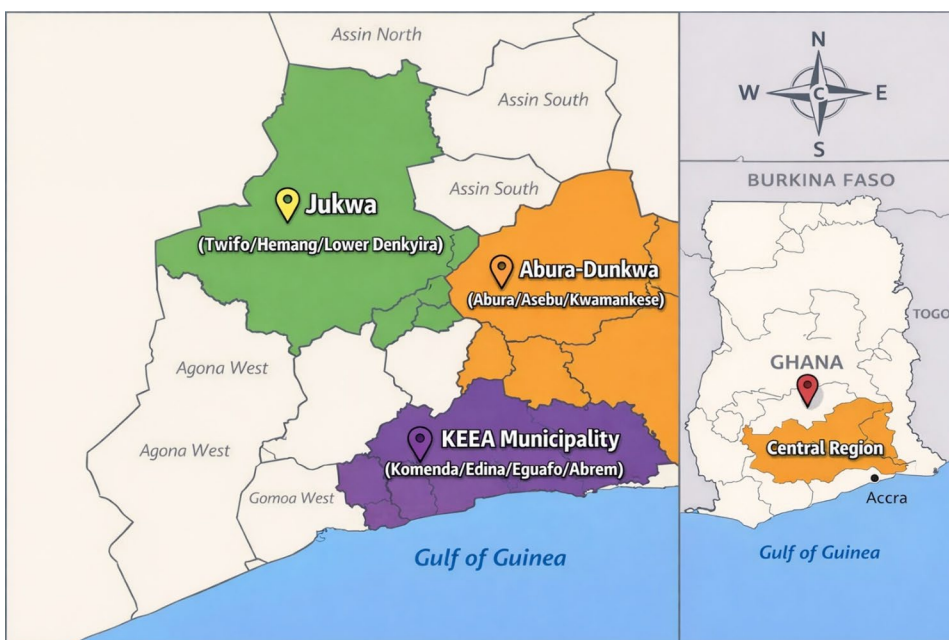 Assin North
Assin South
Assin South
Jukwa
(Twifo/Hemang/Lower Denkyira)
Abura-Dunkwa
(Abura/Asebu/Kwamankese)
Agona West
Agona West
KEEA Municipality
(Komenda/Edina/Eguafo/Abrem)
Gomoa West
Gulf of Guinea
N
W
C
E
S
BURKINA FASO
TOGO
GHANA
Central Region
Accra
Gulf of Guinea